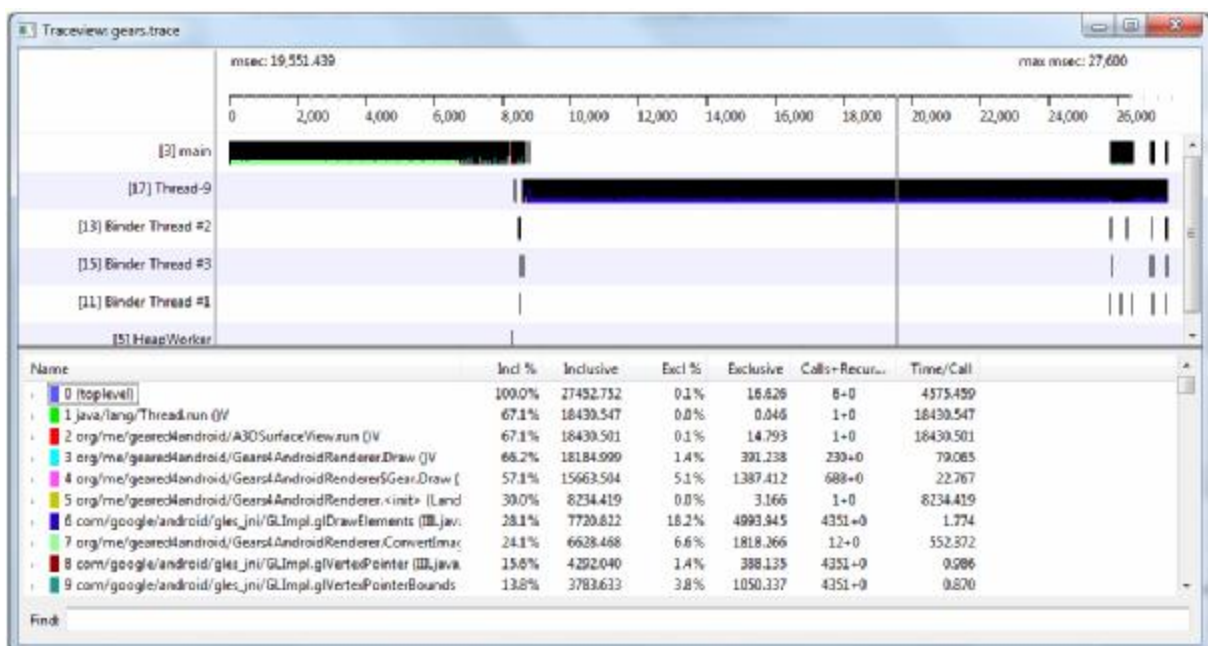 Traceview: gears.trace
msec: 19,551.439 max msec: 27,600
0 2,000 4,000 6,000 8,000 10,000 12,000 14,000 16,000 18,000 20,000 22,000 24,000 26,000
[3] main
[17] Thread-9
[13] Binder Thread #2
[15] Binder Thread #3
[11] Binder Thread #1
[5] HeapWorker
Name Incl % Inclusive Excl % Exclusive Calls+Recur... Time/Call
0 (toplevel) 100.0% 27452.752 0.1% 16.626 6+0 4575.459
1 java/lang/Thread.run ()V 67.1% 18430.547 0.0% 0.046 1+0 18430.547
2 org/me/geared4android/A3DSurfaceView.run ()V 67.1% 18430.501 0.1% 14.793 1+0 18430.501
3 org/me/geared4android/Gears4AndroidRenderer.Draw ()V 66.2% 18184.999 1.4% 391.238 230+0 79.065
4 org/me/geared4android/Gears4AndroidRenderer$Gear.Draw ( 57.1% 15663.504 5.1% 1387.412 688+0 22.767
5 org/me/geared4android/Gears4AndroidRenderer.<init> (Land 30.0% 8234.419 0.0% 3.166 1+0 8234.419
6 com/google/android/gles_jni/GLImpl.glDrawElements (IIILjav: 28.1% 7720.822 18.2% 4993.945 4351+0 1.774
7 org/me/geared4android/Gears4AndroidRenderer.ConvertImag 24.1% 6628.468 6.6% 1818.266 12+0 552.372
8 com/google/android/gles_jni/GLImpl.glVertexPointer (IIILjava. 15.6% 4292.040 1.4% 388.135 4351+0 0.986
9 com/google/android/gles_jni/GLImpl.glVertexPointerBounds 13.8% 3783.633 3.8% 1050.337 4351+0 0.870
Find: